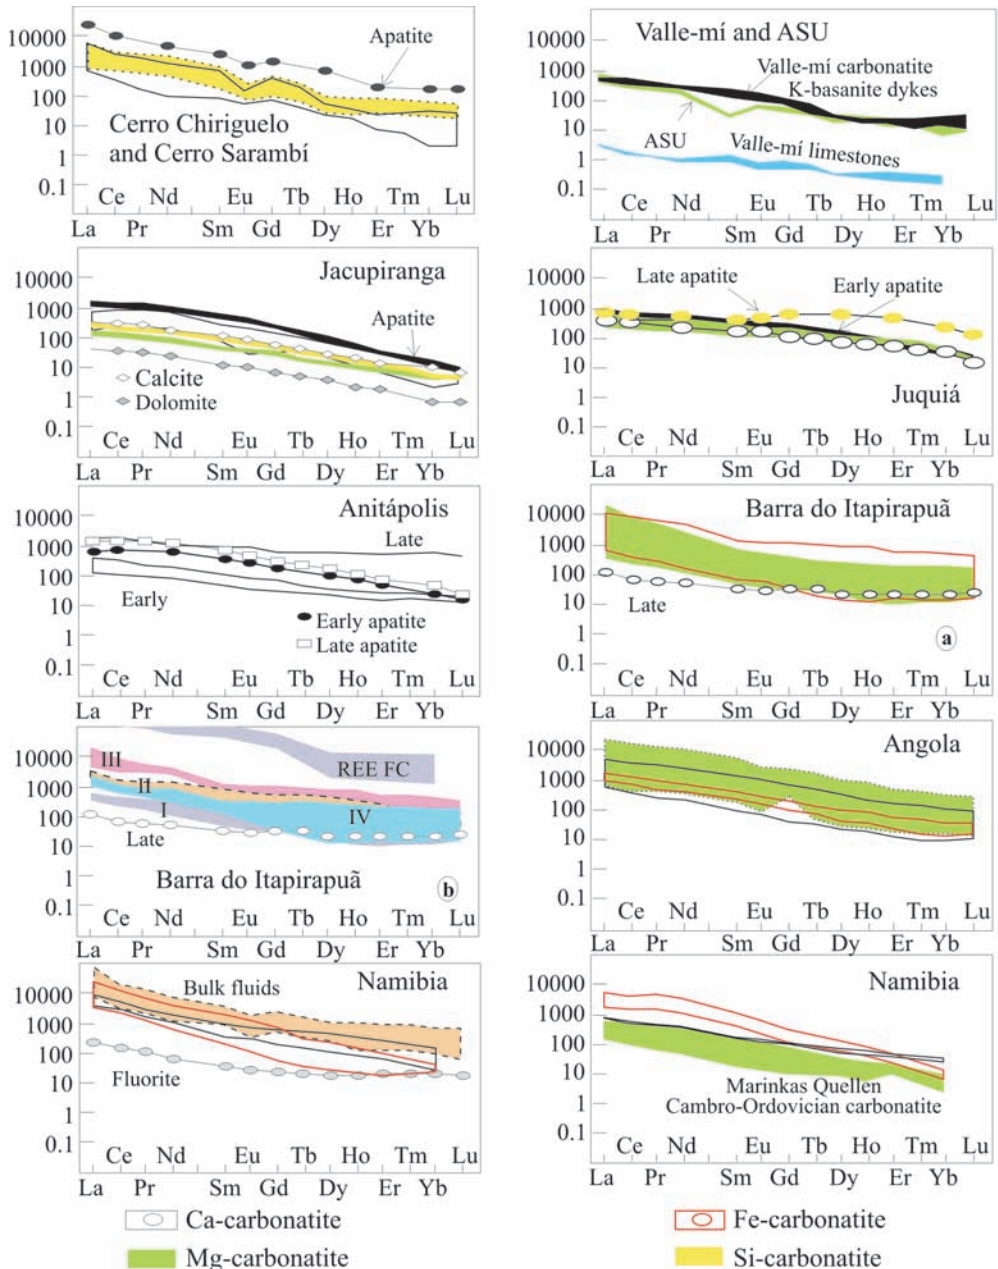 10000
1000
100
10
1
0.1
Apatite
Cerro Chiriguelo
and Cerro Sarambí
Ce Nd Eu Tb Ho Tm Lu
La Pr Sm Gd Dy Er Yb
10000
1000
100
10
1
0.1
Valle-mí and ASU
Valle-mí carbonatite
K-basanite dykes
ASU
Valle-mí limestones
Ce Nd Eu Tb Ho Tm Lu
La Pr Sm Gd Dy Er Yb
10000
1000
100
10
1
0.1
Jacupiranga
Apatite
Calcite
Dolomite
Ce Nd Eu Tb Ho Tm Lu
La Pr Sm Gd Dy Er Yb
10000
1000
100
10
1
0.1
Late apatite
Early apatite
Juquiá
Ce Nd Eu Tb Ho Tm Lu
La Pr Sm Gd Dy Er Yb
10000
1000
100
10
1
0.1
Anitápolis
Late
Early
Early apatite
Late apatite
Ce Nd Eu Tb Ho Tm Lu
La Pr Sm Gd Dy Er Yb
10000
1000
100
10
1
0.1
Barra do Itapirapuã
Late
a
Ce Nd Eu Tb Ho Tm Lu
La Pr Sm Gd Dy Er Yb
10000
1000
100
10
1
0.1
III
REE FC
II
I
IV
Late
Barra do Itapirapuã
b
Ce Nd Eu Tb Ho Tm Lu
La Pr Sm Gd Dy Er Yb
10000
1000
100
10
1
0.1
Angola
Ce Nd Eu Tb Ho Tm Lu
La Pr Sm Gd Dy Er Yb
10000
1000
100
10
1
0.1
Namibia
Bulk fluids
Fluorite
Ce Nd Eu Tb Ho Tm Lu
La Pr Sm Gd Dy Er Yb
10000
1000
100
10
1
0.1
Namibia
Marinkas Quellen
Cambro-Ordovician carbonatite
Ce Nd Eu Tb Ho Tm Lu
La Pr Sm Gd Dy Er Yb
Ca-carbonatite
Fe-carbonatite
Mg-carbonatite
Si-carbonatite